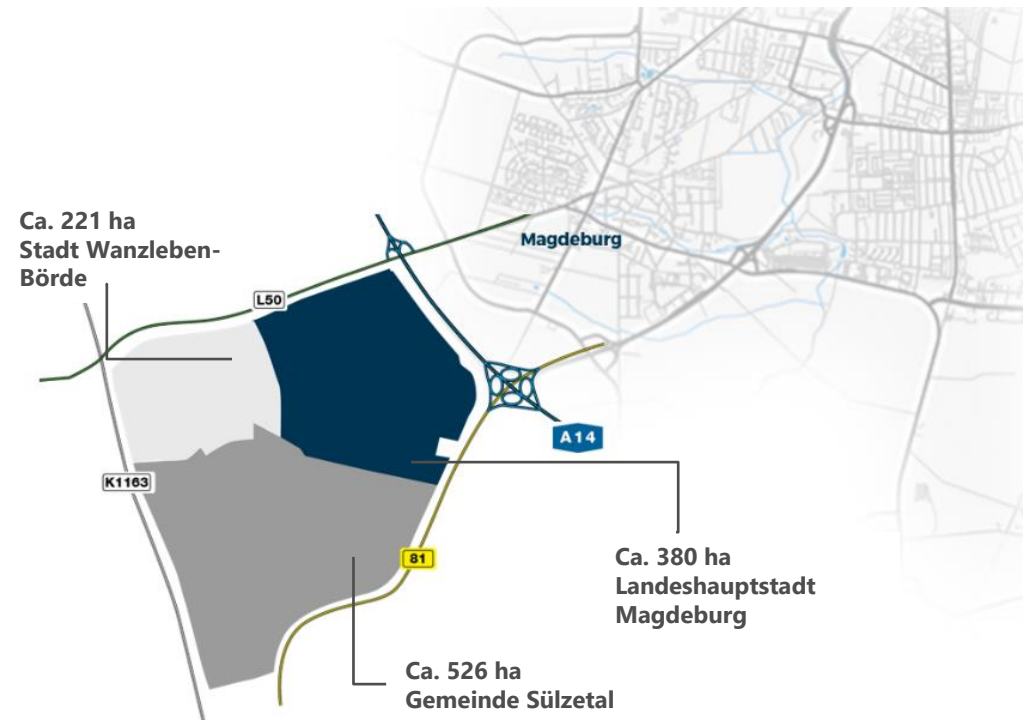 Ca. 221 ha
Stadt Wanzleben-
Börde
Magdeburg
L50
A14
K1163
81
Ca. 380 ha
Landeshauptstadt
Magdeburg
Ca. 526 ha
Gemeinde Sülzetal